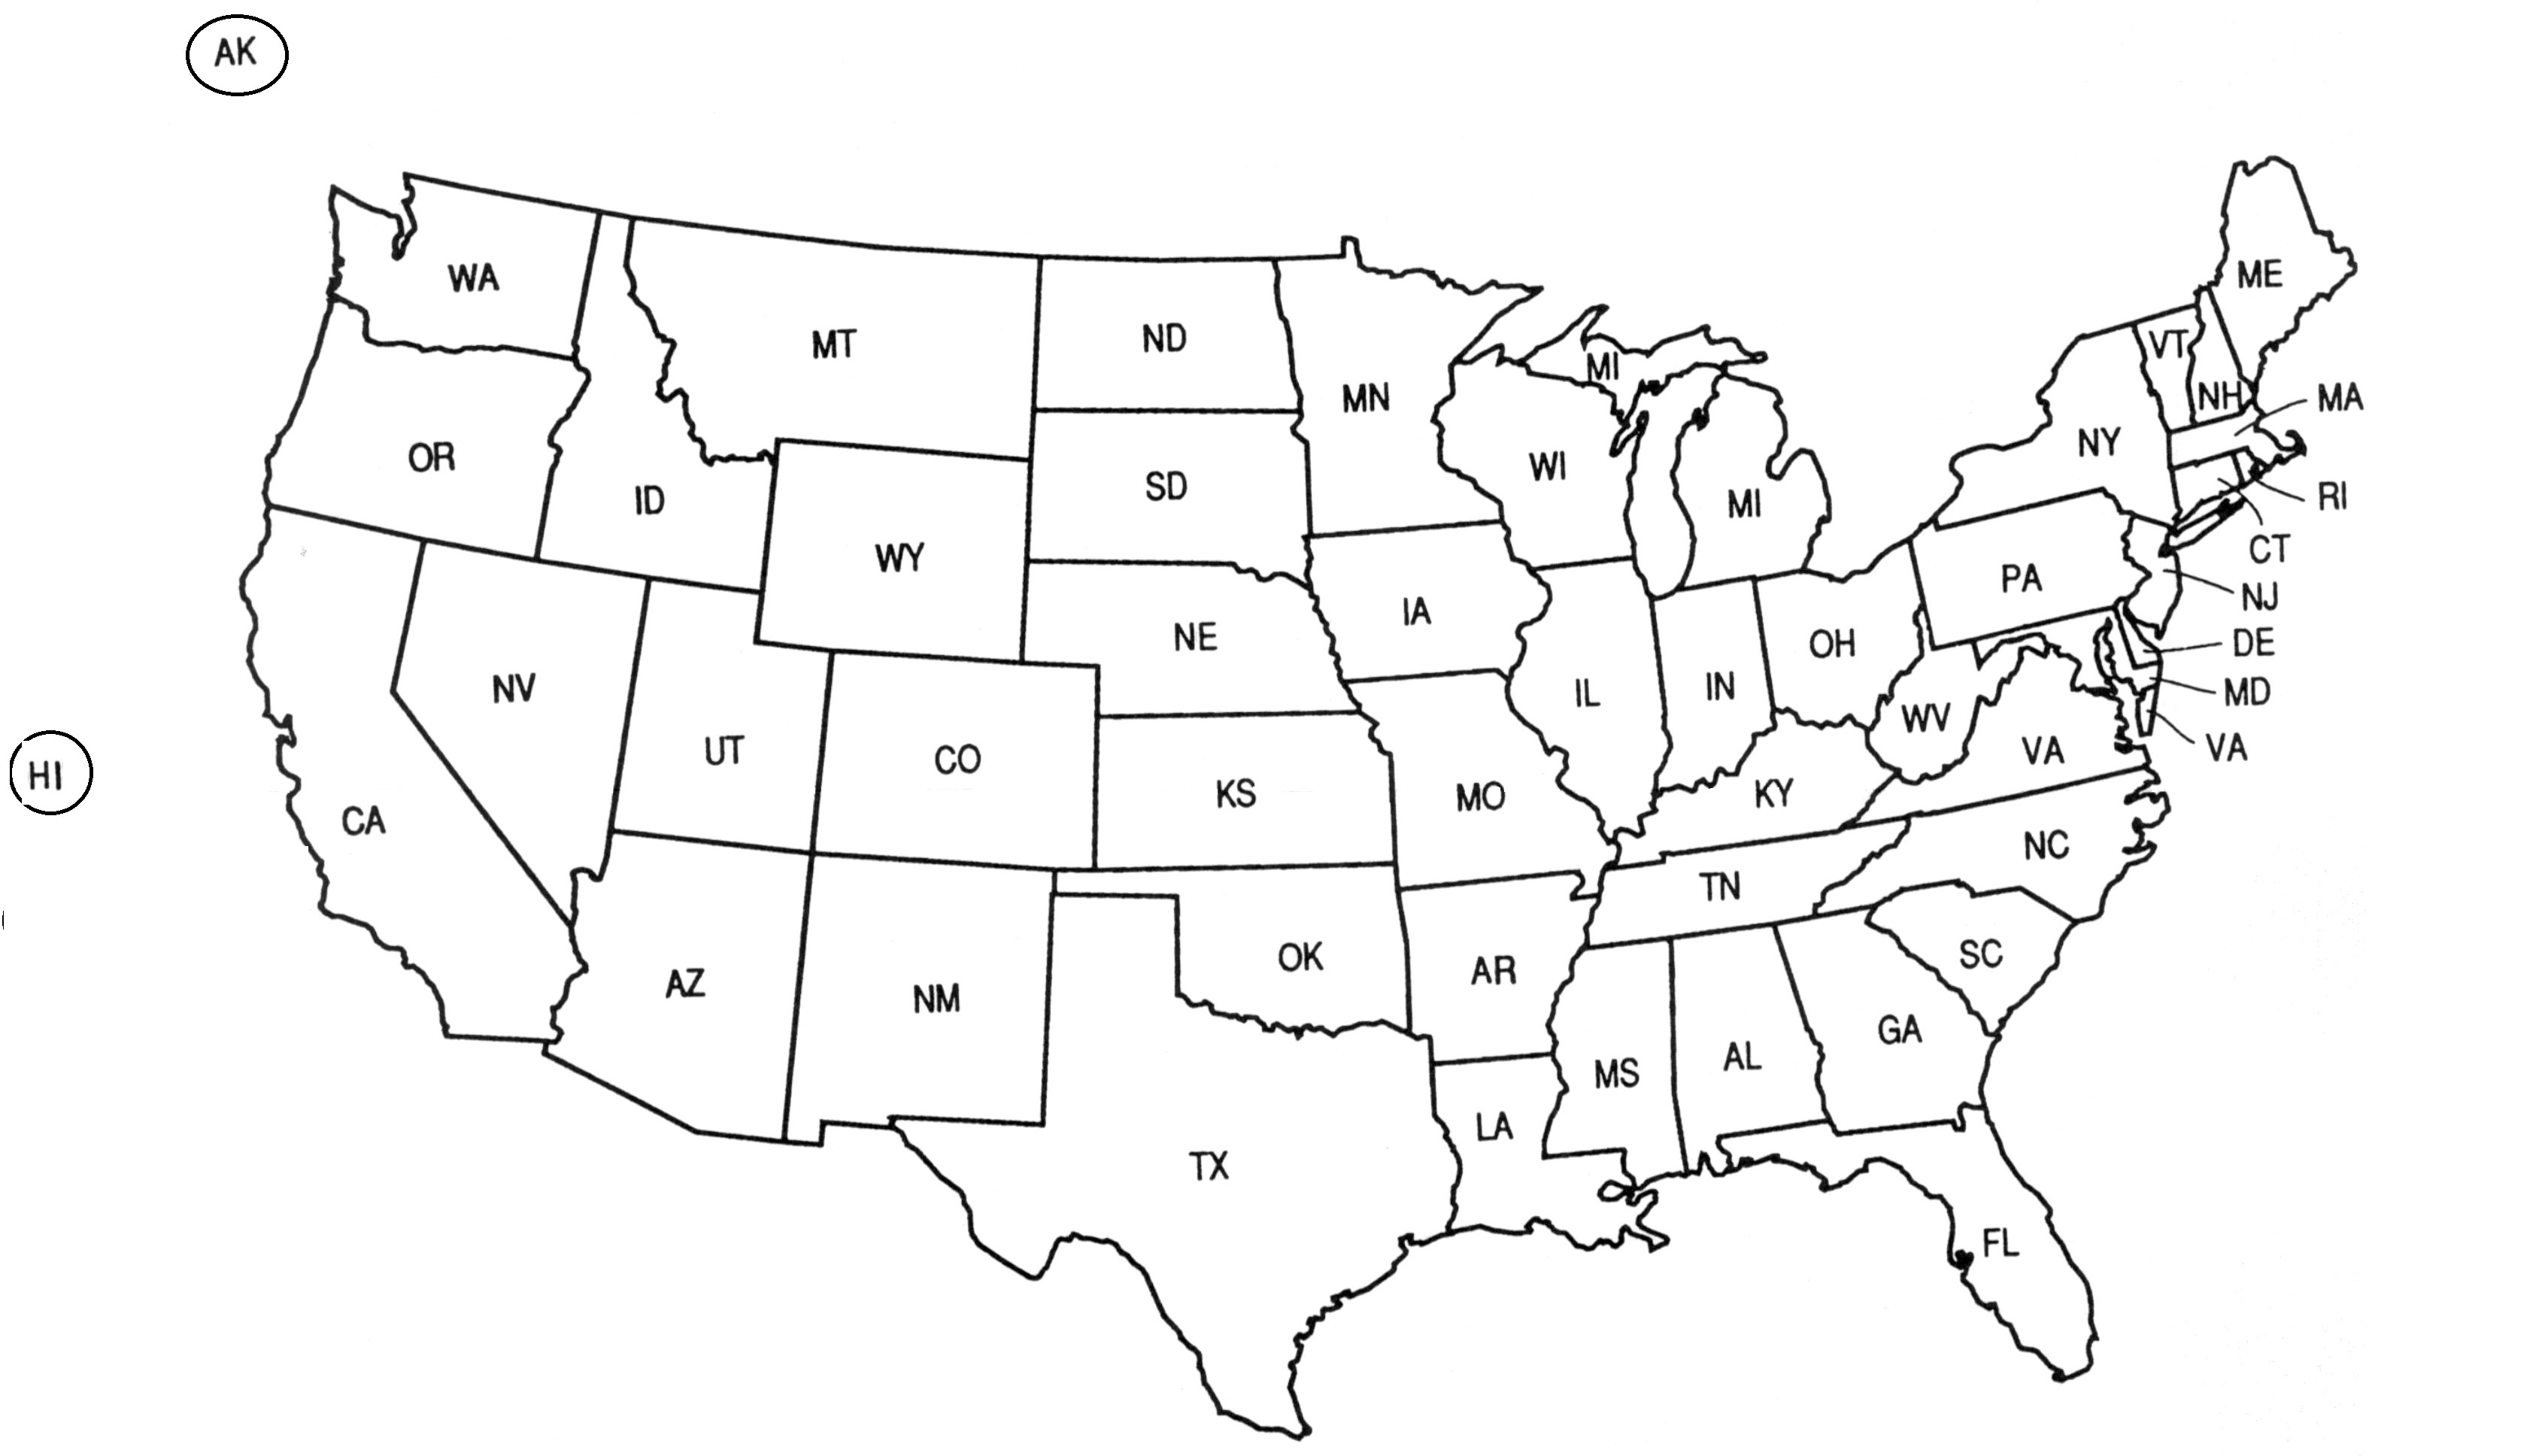 AK
WA
MT
ND
MN
ME
VT
NH
MA
MI
OR
ID
SD
WI
MI
NY
RI
CT
WY
IA
PA
NJ
NE
OH
DE
NV
UT
CO
IL
IN
WV
MD
VA
VA
HI
CA
KS
MO
KY
NC
TN
AZ
NM
OK
AR
SC
GA
MS
AL
LA
TX
FL